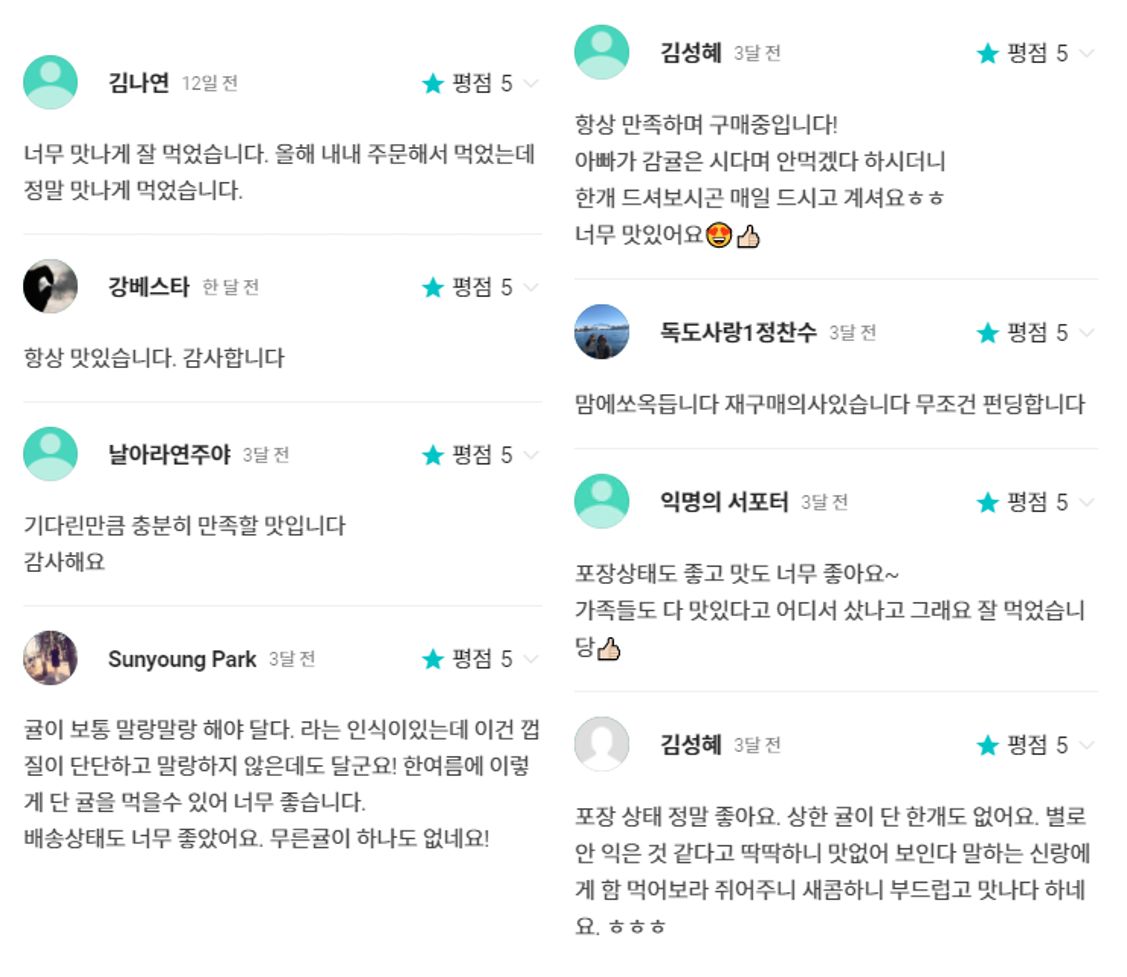 김나연 12일 전 ★ 평점 5
너무 맛나게 잘 먹었습니다. 올해 내내 주문해서 먹었는데
정말 맛나게 먹었습니다.
강베스타 한 달 전 ★ 평점 5
항상 맛있습니다. 감사합니다
날아라연주야 3달 전 ★ 평점 5
기다린만큼 충분히 만족할 맛입니다
감사해요
Sunyoung Park 3달 전 ★ 평점 5
귤이 보통 말랑말랑 해야 달다. 라는 인식이있는데 이건 껍
질이 단단하고 말랑하지 않은데도 달군요! 한여름에 이렇
게 단 귤을 먹을수 있어 너무 좋습니다.
배송상태도 너무 좋았어요. 무른귤이 하나도 없네요!
김성혜 3달 전 ★ 평점 5
항상 만족하며 구매중입니다!
아빠가 감귤은 시다며 안먹겠다 하시더니
한개 드셔보시곤 매일 드시고 계셔요ㅎㅎ
너무 맛있어요😍👍🏻
독도사랑1정찬수 3달 전 ★ 평점 5
맘에쏘옥듭니다 재구매의사있습니다 무조건 펀딩합니다
익명의 서포터 3달 전 ★ 평점 5
포장상태도 좋고 맛도 너무 좋아요~
가족들도 다 맛있다고 어디서 샀냐고 그래요 잘 먹었습니
당👍🏻
김성혜 3달 전 ★ 평점 5
포장 상태 정말 좋아요. 상한 귤이 단 한개도 없어요. 별로
안 익은 것 같다고 딱딱하니 맛없어 보인다 말하는 신랑에
게 함 먹어보라 쥐어주니 새콤하니 부드럽고 맛나다 하네
요. ㅎㅎㅎ